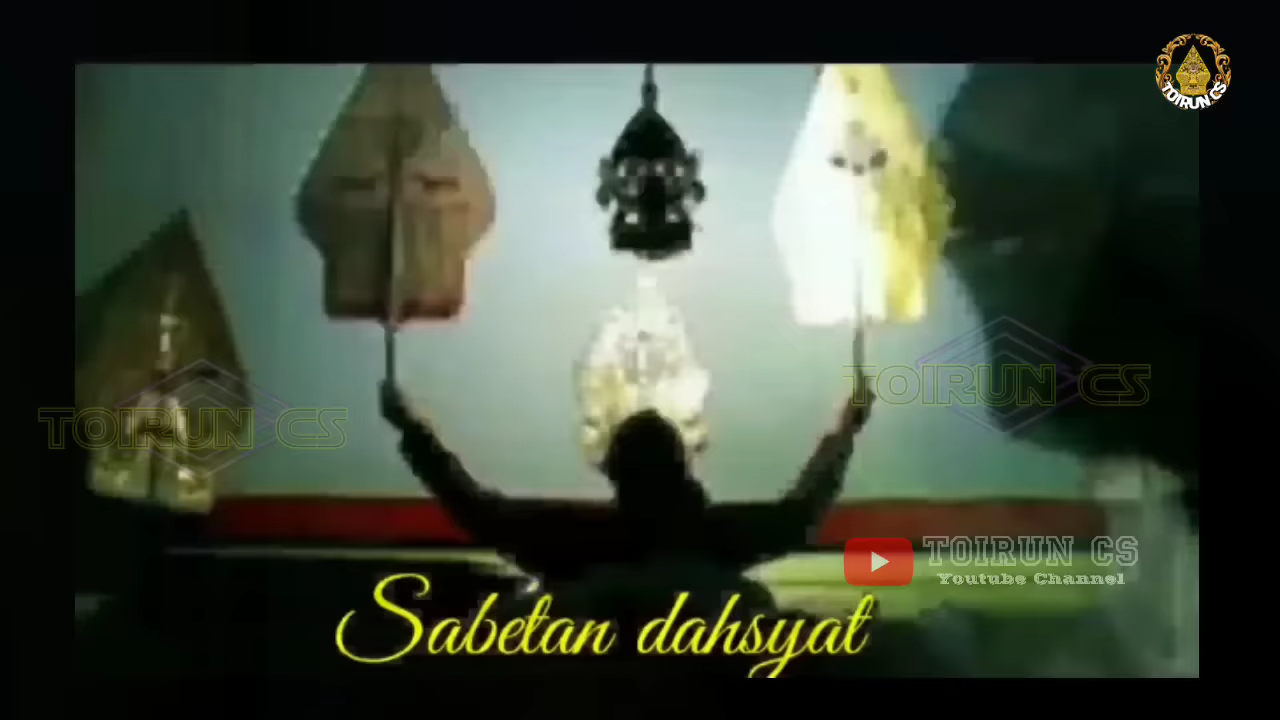 TOIRUN.CS
TOIRUN CS
TOIRUN CS
TOIRUN CS
Youtube Channel
Sabetan dahsyat